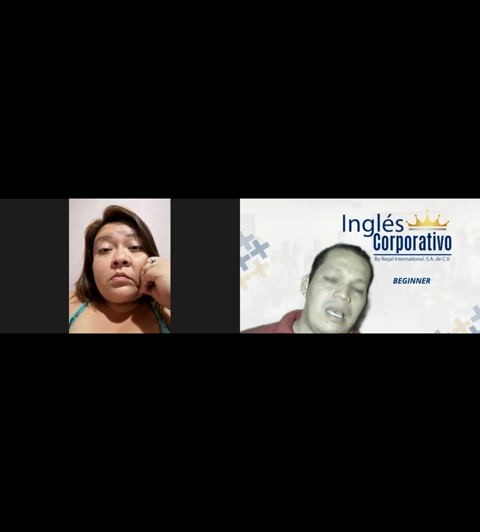 Inglés
Corporativo
By Regal International, S.A. de C.V.
BEGINNER